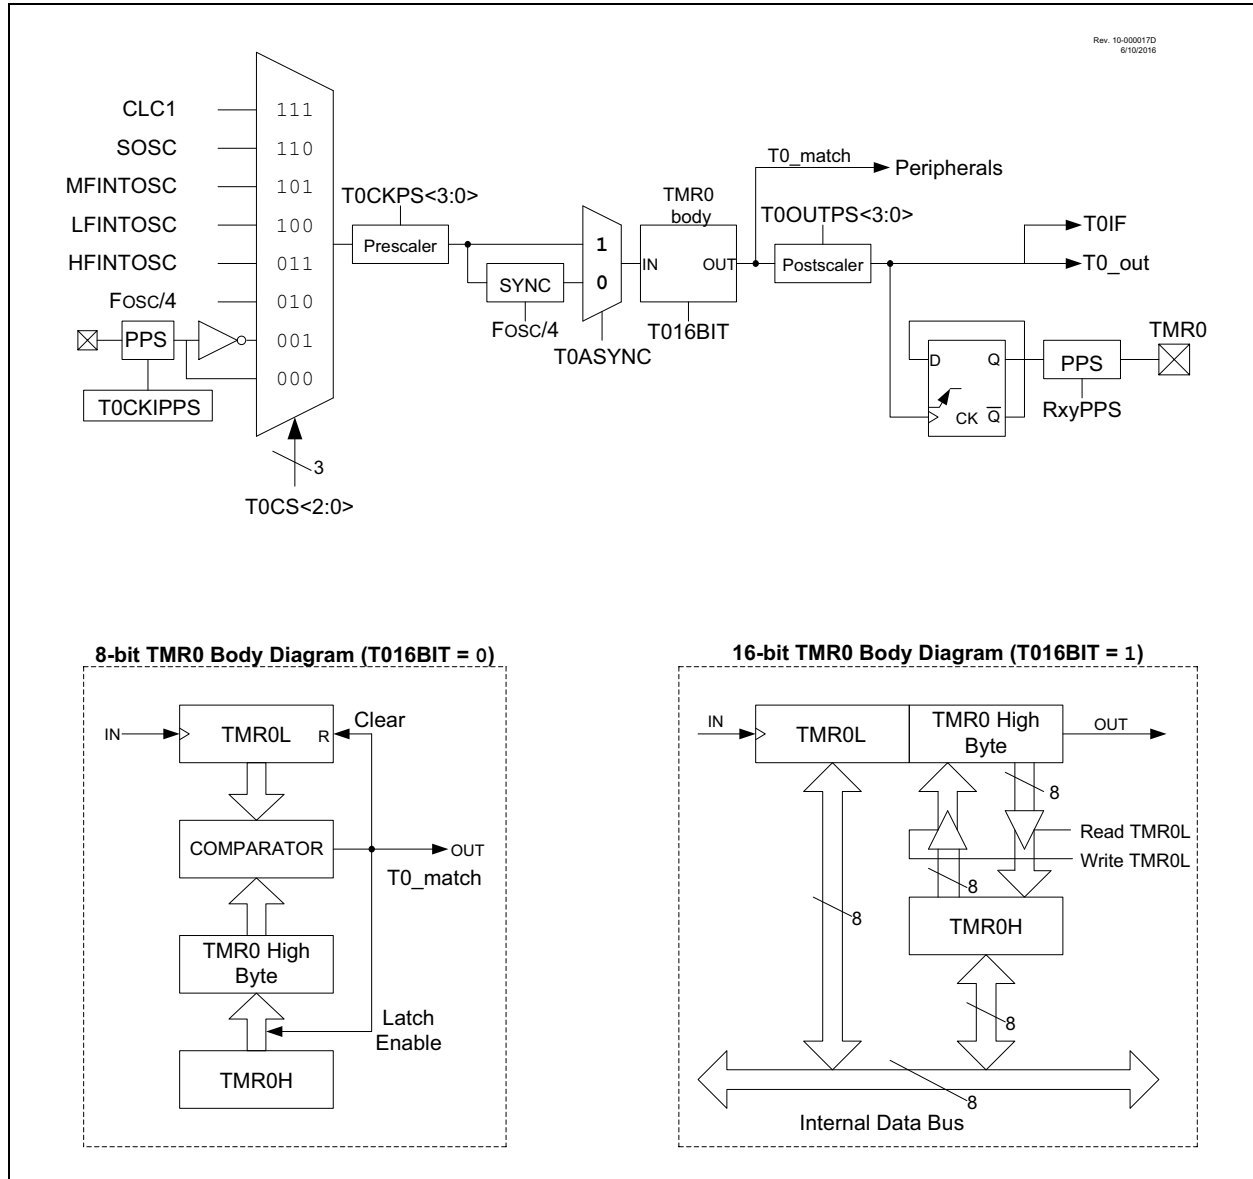 Rev. 10-000017D
6/10/2016
CLC1
111
SOSC
110
MFINTOSC
101
LFINTOSC
100
HFINTOSC
011
FOSC/4
010
PPS
001
000
T0CKIPPS
3
T0CS<2:0>
T0CKPS<3:0>
Prescaler
SYNC
FOSC/4
1
0
T0ASYNC
TMR0
body
IN
OUT
T016BIT
T0_match
Peripherals
T0OUTPS<3:0>
Postscaler
T0IF
T0_out
TMR0
D
Q
PPS
CK
Q
RxyPPS
8-bit TMR0 Body Diagram (T016BIT = 0)
IN
TMR0L
R
Clear
COMPARATOR
OUT
T0_match
TMR0 High
Byte
Latch
Enable
TMR0H
16-bit TMR0 Body Diagram (T016BIT = 1)
IN
TMR0L
TMR0 High
Byte
OUT
8
Read TMR0L
Write TMR0L
8
8
TMR0H
8
8
Internal Data Bus